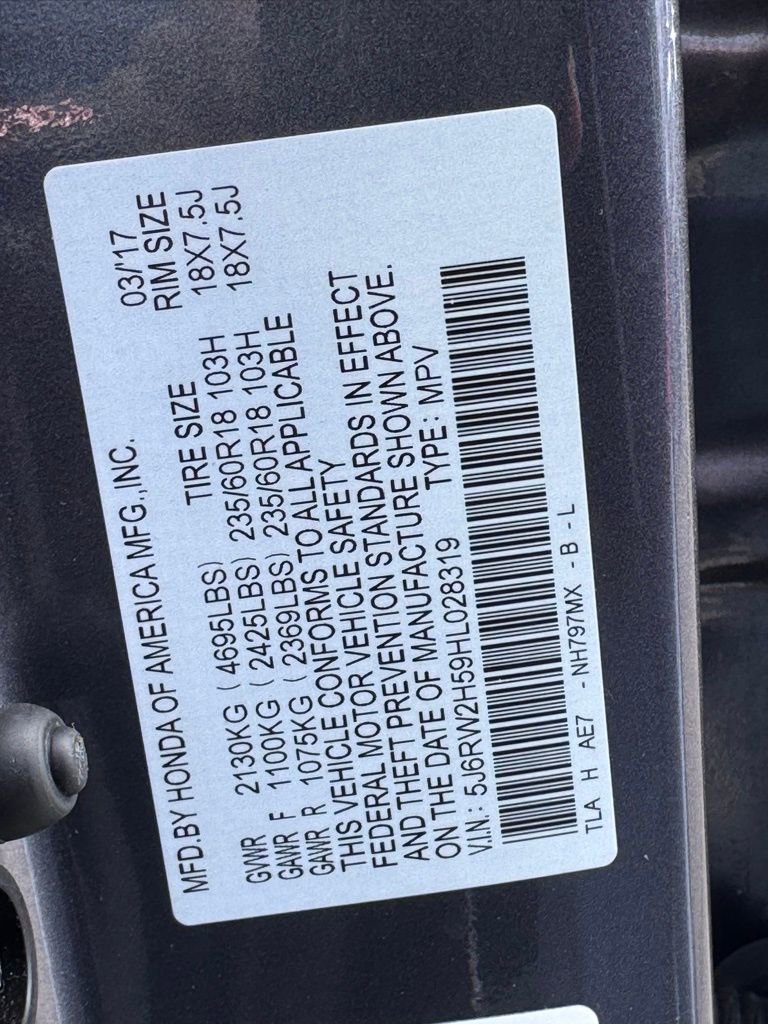 MFD.BY HONDA OF AMERICA MFG.,INC. 03/'17
TIRE SIZE RIM SIZE
GVWR 2130KG ( 4695LBS)
GAWR F 1100KG ( 2425LBS) 235/60R18 103H 18X7.5J
GAWR R 1075KG ( 2369LBS) 235/60R18 103H 18X7.5J
THIS VEHICLE CONFORMS TO ALL APPLICABLE
FEDERAL MOTOR VEHICLE SAFETY
AND THEFT PREVENTION STANDARDS IN EFFECT
ON THE DATE OF MANUFACTURE SHOWN ABOVE.
V.I.N.: 5J6RW2H59HL028319 TYPE: MPV
TLA H AE7 - NH797MX - B - L